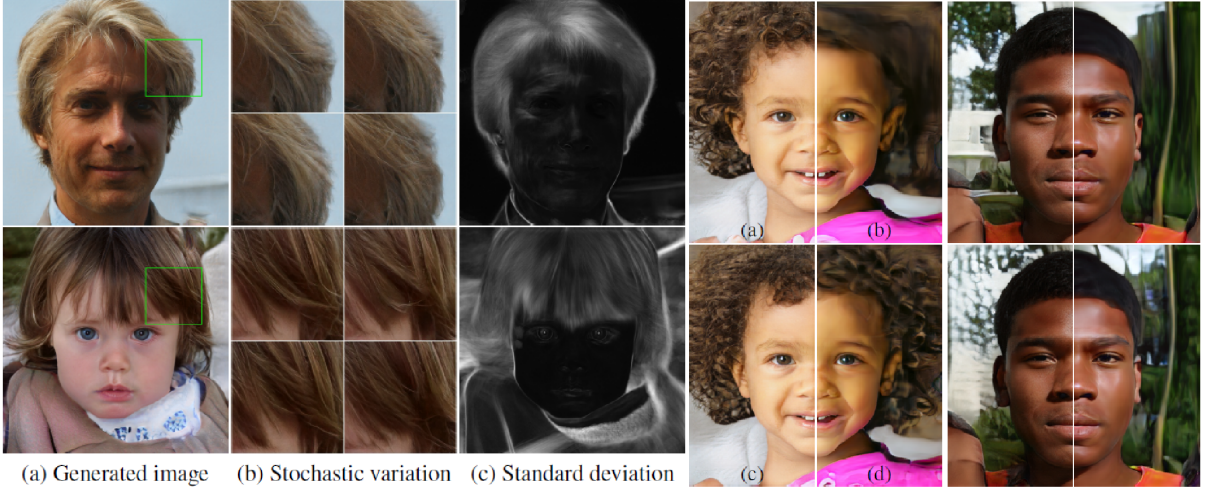 (a) (b)
(c) (d)
(a) Generated image (b) Stochastic variation (c) Standard deviation